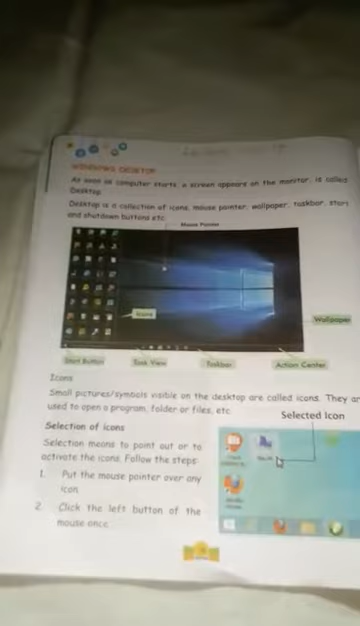 WINDOWS DESKTOP
As soon as computer starts, a screen appears on the monitor, is called
Desktop.
Desktop is a collection of icons, mouse pointer, wallpaper, taskbar, start
and shutdown buttons etc.
Mouse Pointer
Icons
Wallpaper
Start Button
Task View
Taskbar
Action Center
Icons
Small pictures/symbols visible on the desktop are called icons. They are
used to open a program, folder or files, etc.
Selected Icon
Selection of icons
Selection means to point out or to
activate the icons. Follow the steps:
1. Put the mouse pointer over any
icon.
2. Click the left button of the
mouse once.